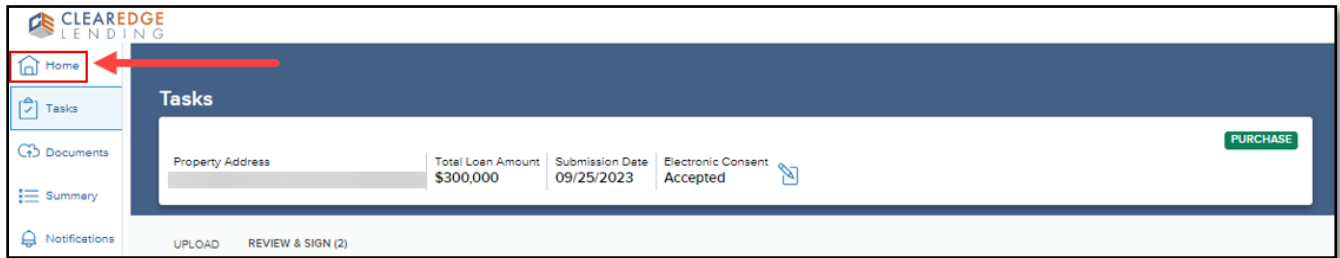 CLEAREDGE
LENDING
Home
Tasks
Documents
Summary
Notifications
Tasks
PURCHASE
Property Address
Total Loan Amount
$300,000
Submission Date
09/25/2023
Electronic Consent
Accepted
UPLOAD
REVIEW & SIGN (2)